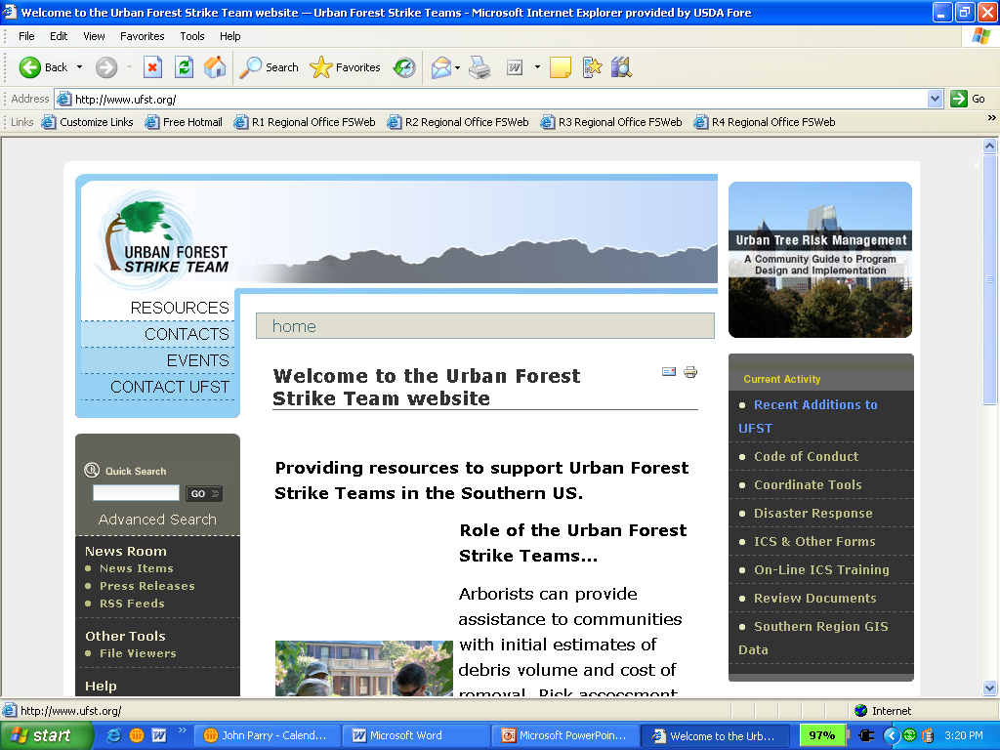 Welcome to the Urban Forest Strike Team website — Urban Forest Strike Teams - Microsoft Internet Explorer provided by USDA Fore
File Edit View Favorites Tools Help
Back Search Favorites
Address http://www.ufst.org/ Go
Links Customize Links Free Hotmail R1 Regional Office FSWeb R2 Regional Office FSWeb R3 Regional Office FSWeb R4 Regional Office FSWeb »
URBAN FOREST
STRIKE TEAM
RESOURCES
CONTACTS
EVENTS
CONTACT UFST
Quick Search
GO »
Advanced Search
News Room
News Items
Press Releases
RSS Feeds
Other Tools
File Viewers
Help
home
Welcome to the Urban Forest
Strike Team website
Providing resources to support Urban Forest
Strike Teams in the Southern US.
Role of the Urban Forest
Strike Teams...
Arborists can provide
assistance to communities
with initial estimates of
debris volume and cost of
removal. Risk assessment
Urban Tree Risk Management
A Community Guide to Program
Design and Implementation
Current Activity
Recent Additions to
UFST
Code of Conduct
Coordinate Tools
Disaster Response
ICS & Other Forms
On-Line ICS Training
Review Documents
Southern Region GIS
Data
http://www.ufst.org/ Internet
start » John Parry - Calend... Microsoft Word Microsoft PowerPoin... Welcome to the Urb... 97% 3:20 PM